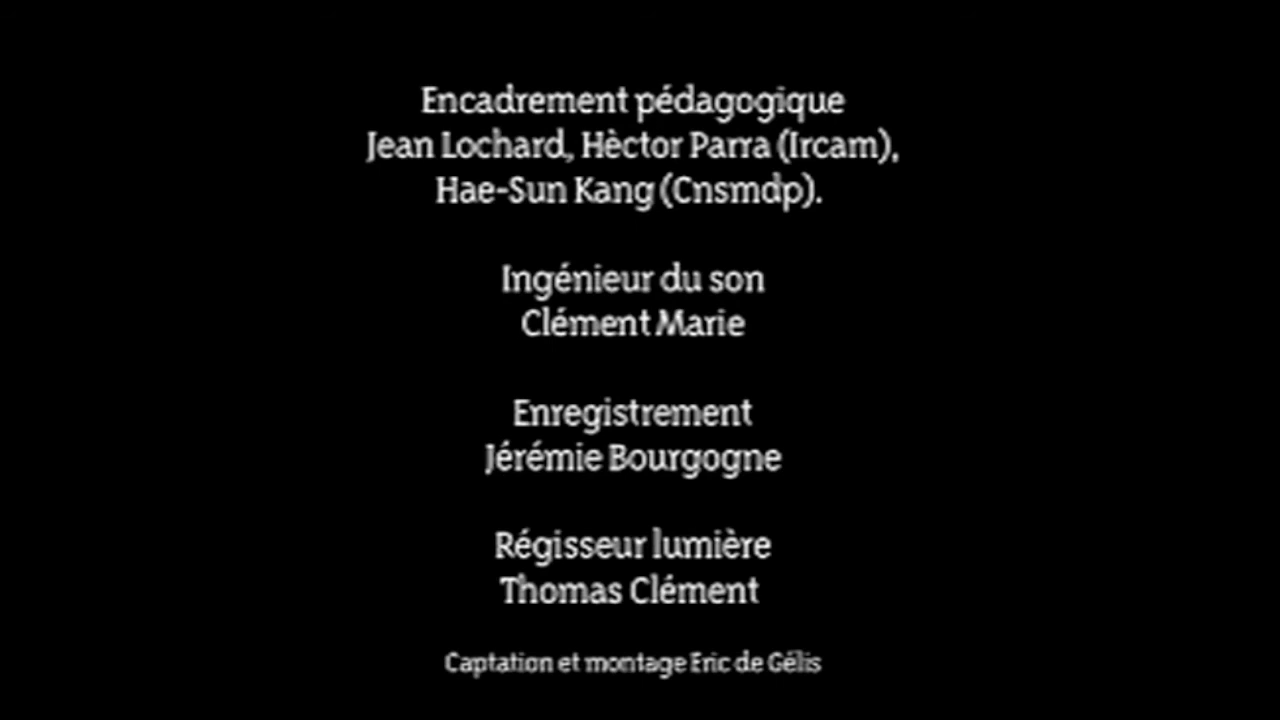 Encadrement pédagogique
Jean Lochard, Hèctor Parra (Ircam),
Hae-Sun Kang (Cnsmdp).
Ingénieur du son
Clément Marie
Enregistrement
Jérémie Bourgogne
Régisseur lumière
Thomas Clément
Captation et montage Eric de Gélis